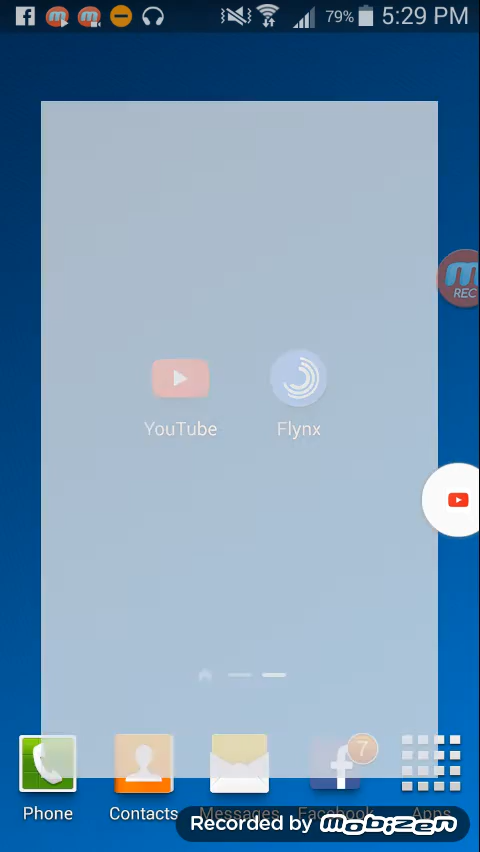 79% 5:29 PM
REC
YouTube Flynx
7
Phone Contacts Messages Facebook Apps
Recorded by mobizen